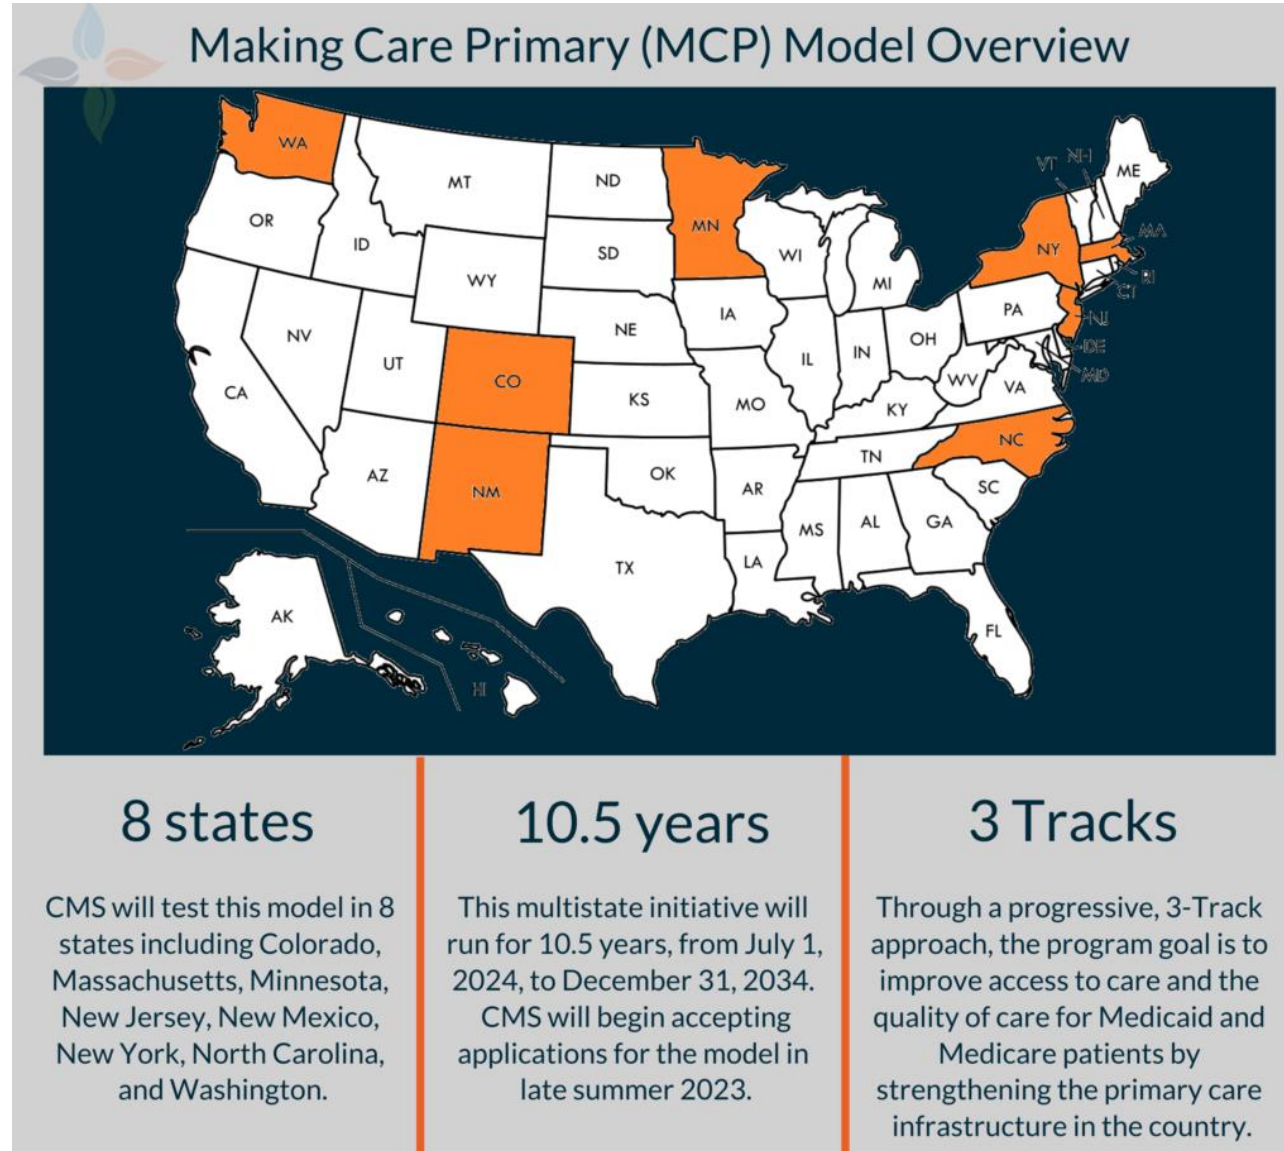 Making Care Primary (MCP) Model Overview
WA
MT
ND
MN
VT
NH
ME
OR
ID
SD
WI
NY
MA
WY
MI
RI
CT
NV
NE
IA
PA
NJ
UT
IL
IN
OH
DE
CA
CO
KS
MO
WV
VA
MD
KY
AZ
NM
OK
TN
NC
AR
SC
MS
AL
GA
TX
LA
AK
FL
HI
8 states
CMS will test this model in 8
states including Colorado,
Massachusetts, Minnesota,
New Jersey, New Mexico,
New York, North Carolina,
and Washington.
10.5 years
This multistate initiative will
run for 10.5 years, from July 1,
2024, to December 31, 2034.
CMS will begin accepting
applications for the model in
late summer 2023.
3 Tracks
Through a progressive, 3-Track
approach, the program goal is to
improve access to care and the
quality of care for Medicaid and
Medicare patients by
strengthening the primary care
infrastructure in the country.